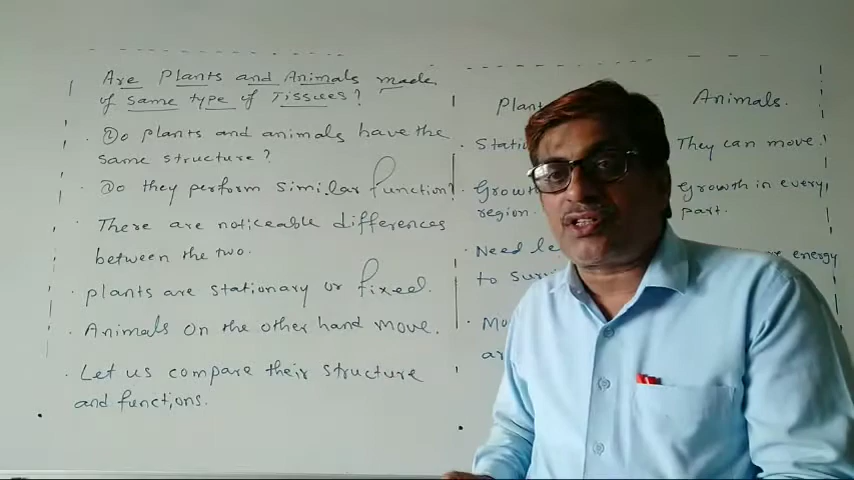 Are Plants and Animals made
of same type of Tissues?
Do plants and animals have the
same structure?
Do they perform similar function?
There are noticeable differences
between the two.
plants are stationary or fixed.
Animals on the other hand move.
Let us compare their structure
and functions.
Animals.
They can move.
Growth in every
region. part.
Need
energy
to